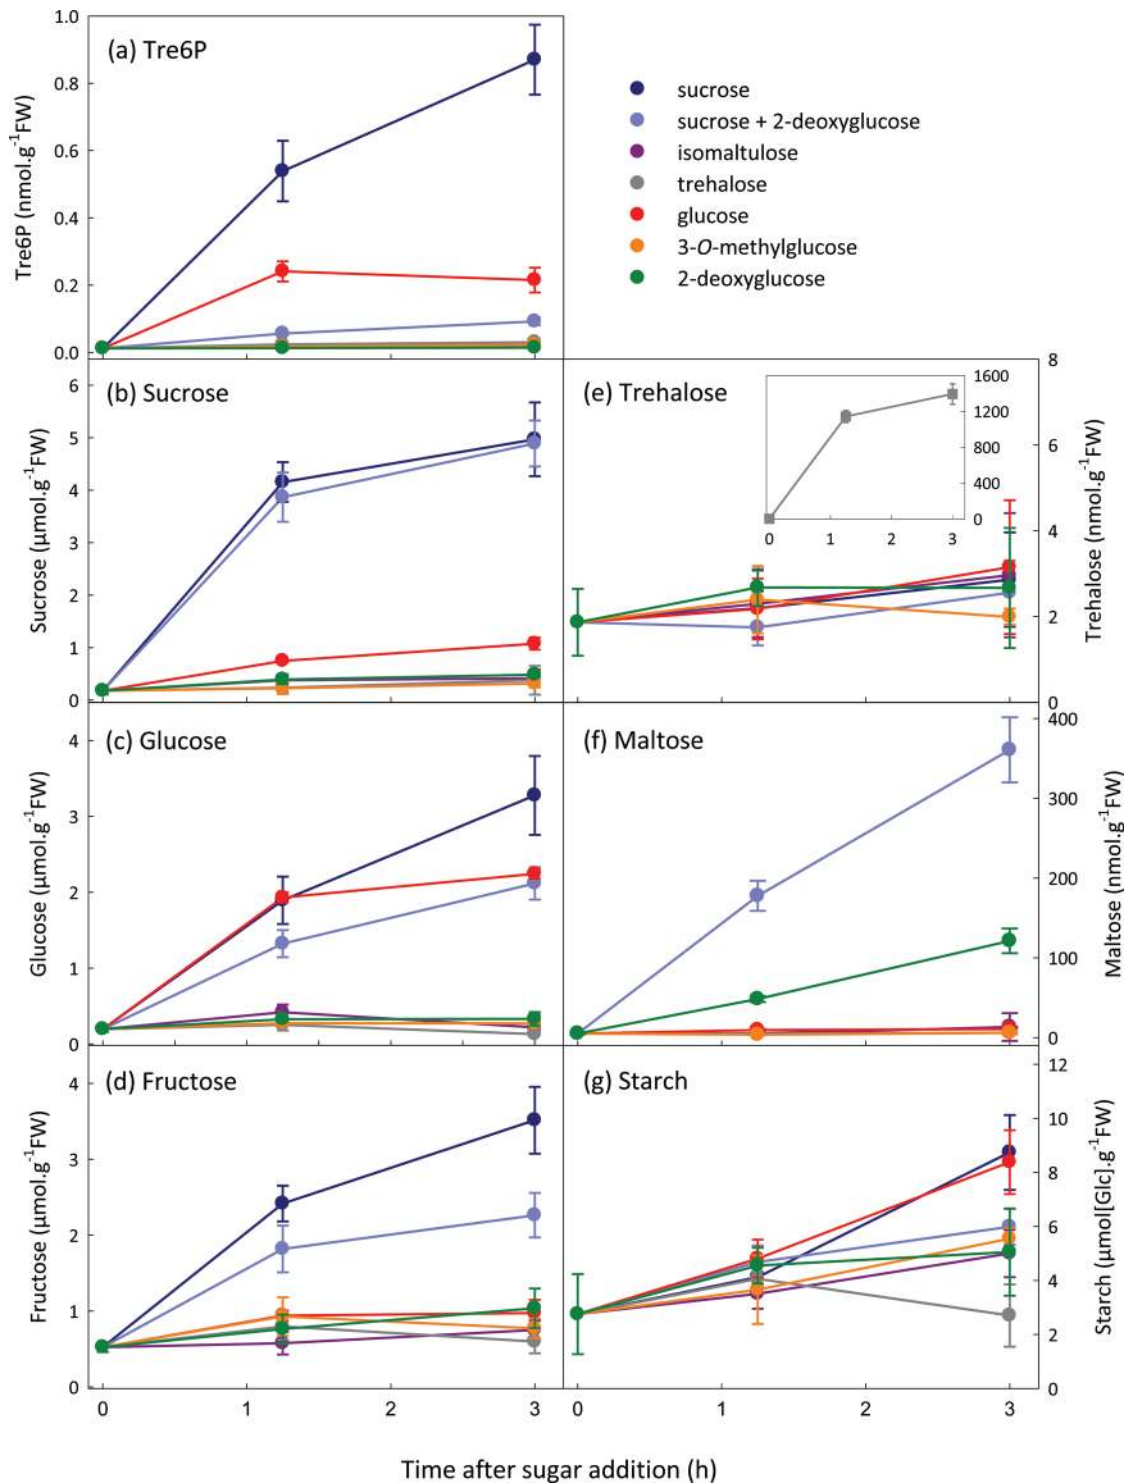 (a) Tre6P
1.0
0.8
0.6
0.4
0.2
0.0
Tre6P (nmol.g⁻¹FW)
sucrose
sucrose + 2-deoxyglucose
isomaltulose
trehalose
glucose
3-O-methylglucose
2-deoxyglucose
(b) Sucrose
6
5
4
3
2
1
0
Sucrose (µmol.g⁻¹FW)
(e) Trehalose
1600
1200
800
400
0
0 1 2 3
8
6
4
2
0
Trehalose (nmol.g⁻¹FW)
(c) Glucose
4
3
2
1
0
Glucose (µmol.g⁻¹FW)
(f) Maltose
400
300
200
100
0
Maltose (nmol.g⁻¹FW)
(d) Fructose
4
3
2
1
0
Fructose (µmol.g⁻¹FW)
0 1 2 3
(g) Starch
12
10
8
6
4
2
0
Starch (µmol[Glc].g⁻¹FW)
0 1 2 3
Time after sugar addition (h)